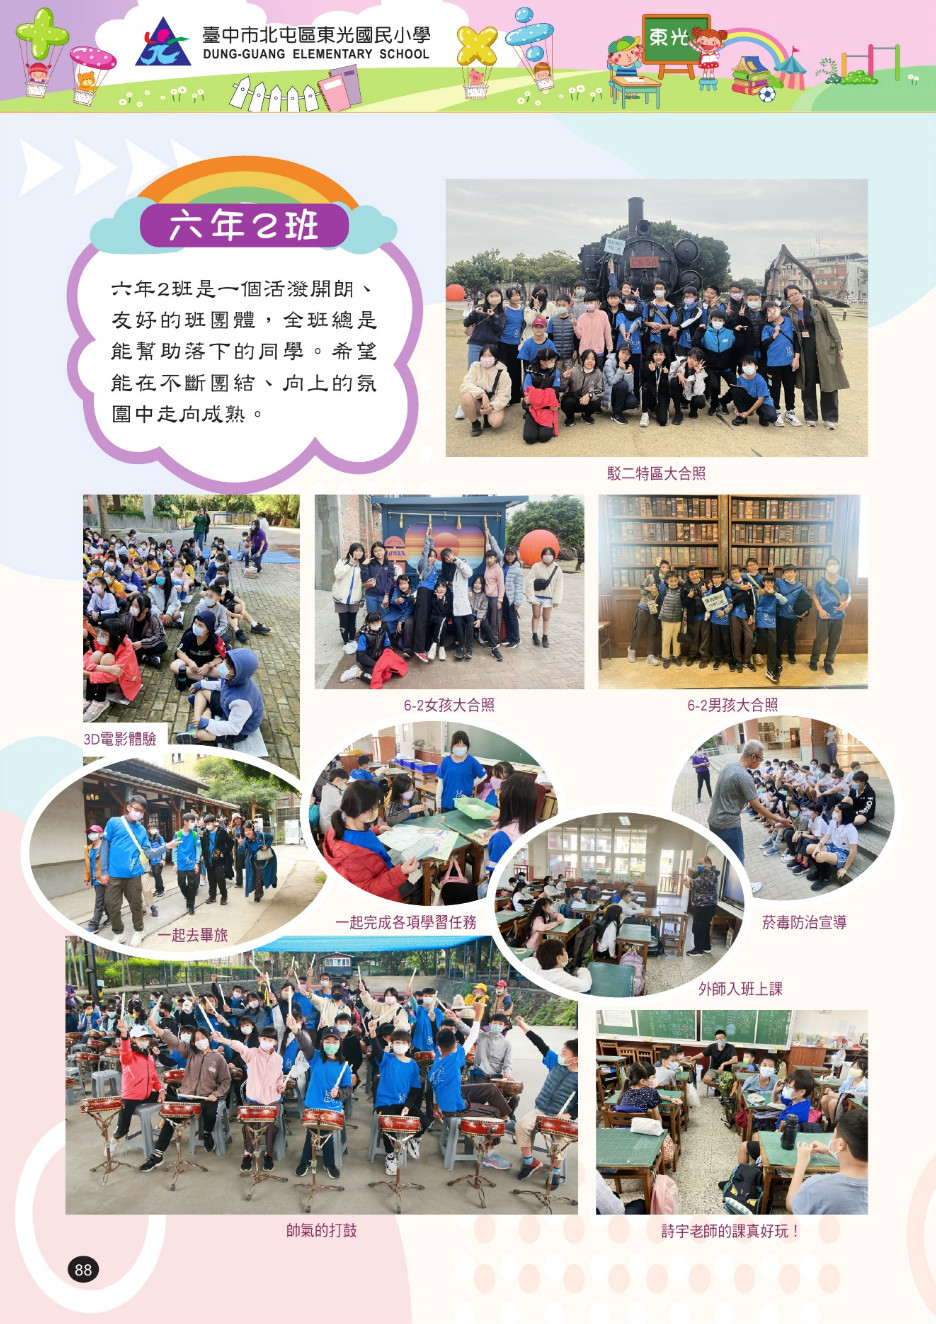 臺中市北屯區東光國民小學
DUNG-GUANG ELEMENTARY SCHOOL
東光
六年2班
六年2班是一個活潑開朗、
友好的班團體，全班總是
能幫助落下的同學。希望
能在不斷團結、向上的氛
圍中走向成熟。
駁二特區大合照
3D電影體驗
6-2女孩大合照
6-2男孩大合照
一起去畢旅
一起完成各項學習任務
菸毒防治宣導
外師入班上課
帥氣的打鼓
詩宇老師的課真好玩！
88